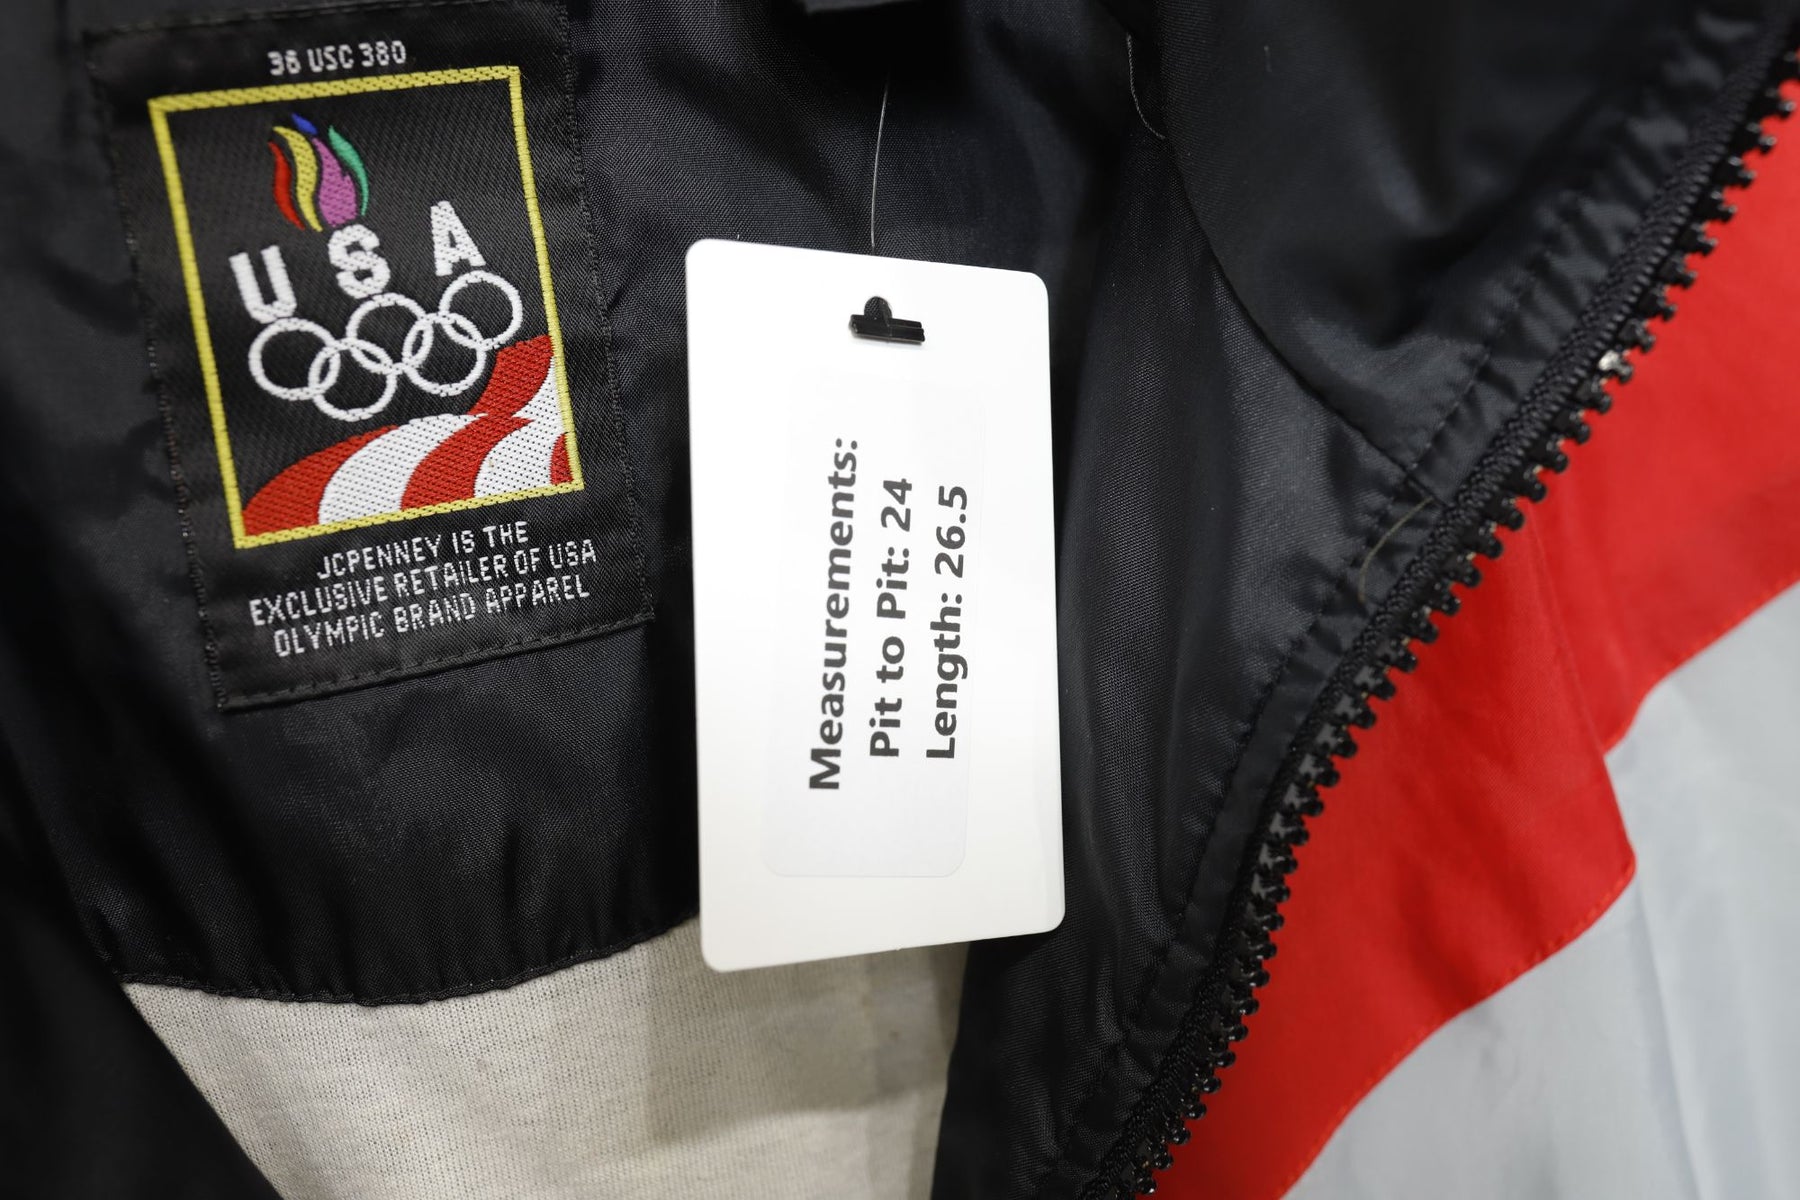 36 USC 380
USA
JCPENNEY IS THE
EXCLUSIVE RETAILER OF USA
OLYMPIC BRAND APPAREL
Measurements:
Pit to Pit: 24
Length: 26.5